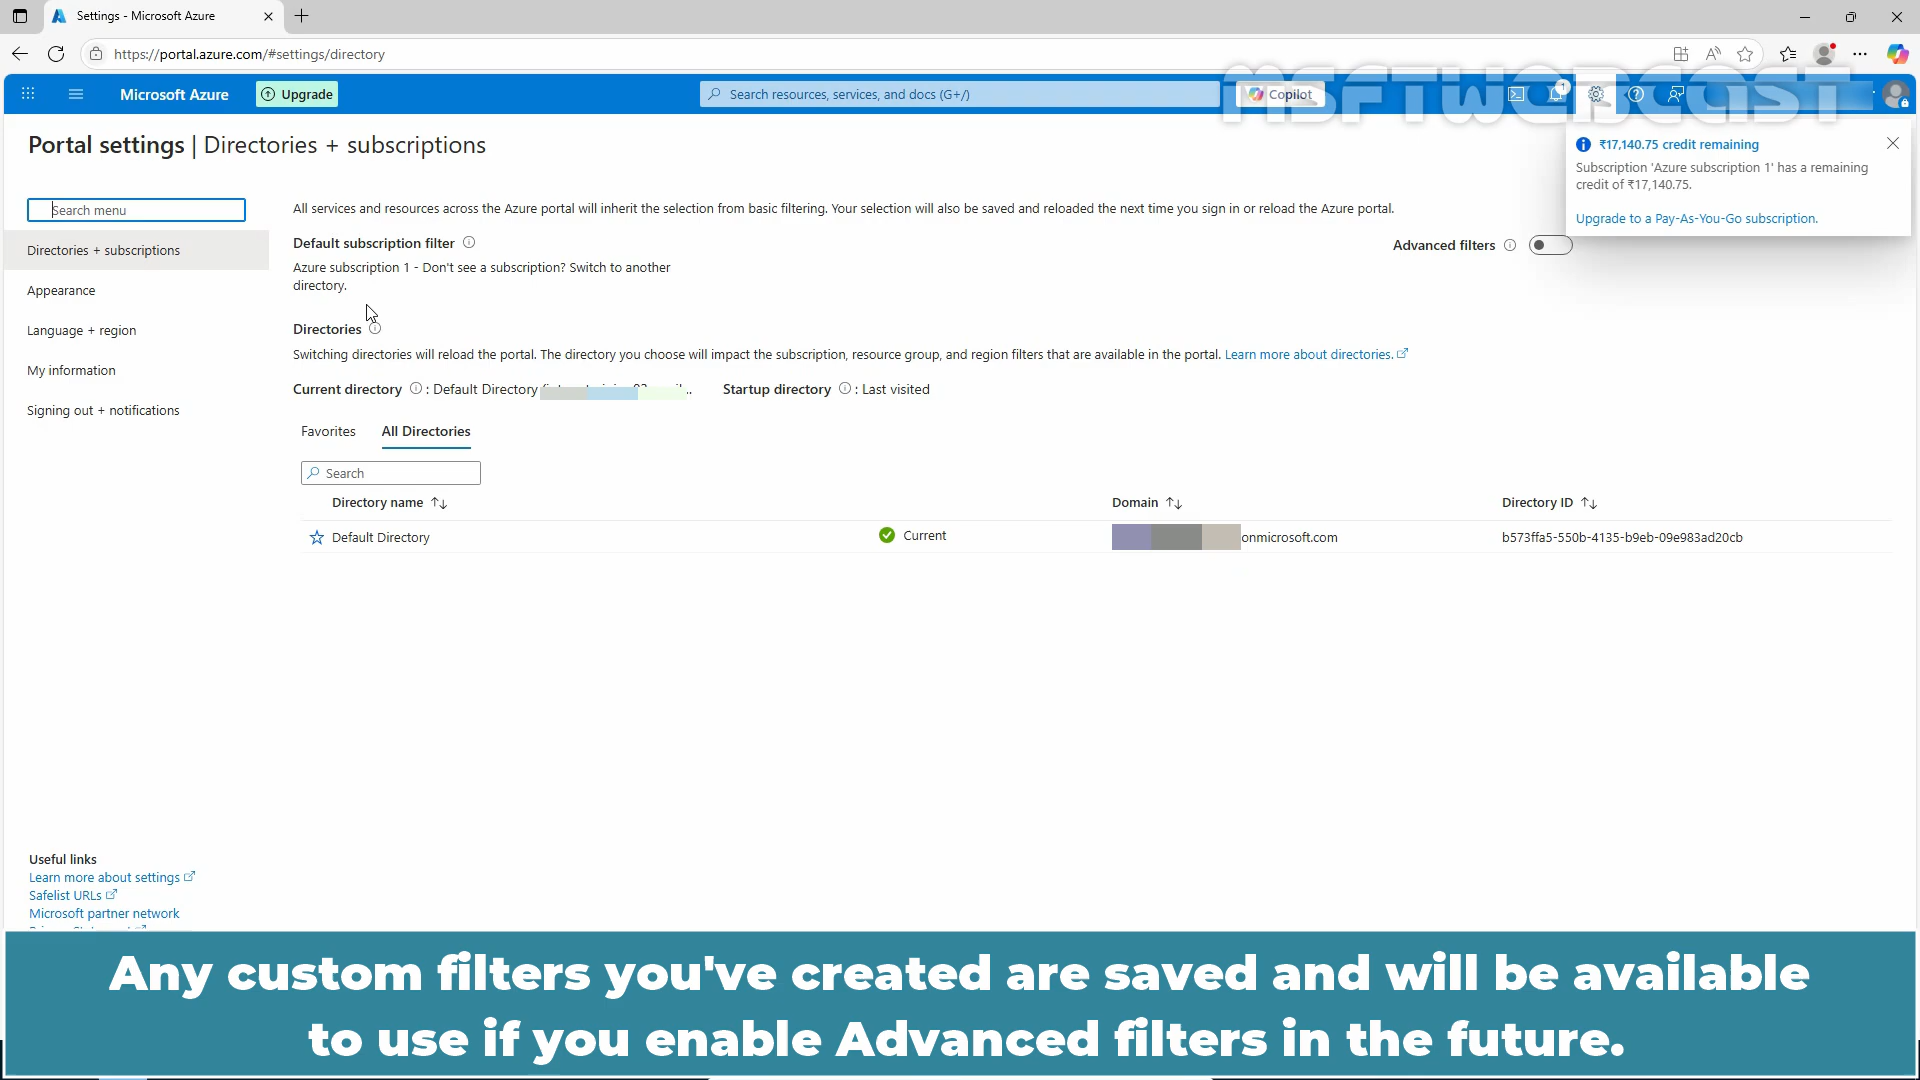 Settings - Microsoft Azure
https://portal.azure.com/#settings/directory
Microsoft Azure
Upgrade
Search resources, services, and docs (G+/)
Copilot
1
MSFTWEBCAST
Portal settings | Directories + subscriptions
₹17,140.75 credit remaining
Subscription 'Azure subscription 1' has a remaining
credit of ₹17,140.75.
Upgrade to a Pay-As-You-Go subscription.
Search menu
Directories + subscriptions
Appearance
Language + region
My information
Signing out + notifications
All services and resources across the Azure portal will inherit the selection from basic filtering. Your selection will also be saved and reloaded the next time you sign in or reload the Azure portal.
Default subscription filter
Advanced filters
Azure subscription 1 - Don't see a subscription? Switch to another
directory.
Directories
Switching directories will reload the portal. The directory you choose will impact the subscription, resource group, and region filters that are available in the portal. Learn more about directories.
Current directory : Default Directory
Startup directory : Last visited
Favorites
All Directories
Search
Directory name
Domain
Directory ID
Default Directory
Current
onmicrosoft.com
b573ffa5-550b-4135-b9eb-09e983ad20cb
Useful links
Learn more about settings
Safelist URLs
Microsoft partner network
Any custom filters you've created are saved and will be available
to use if you enable Advanced filters in the future.